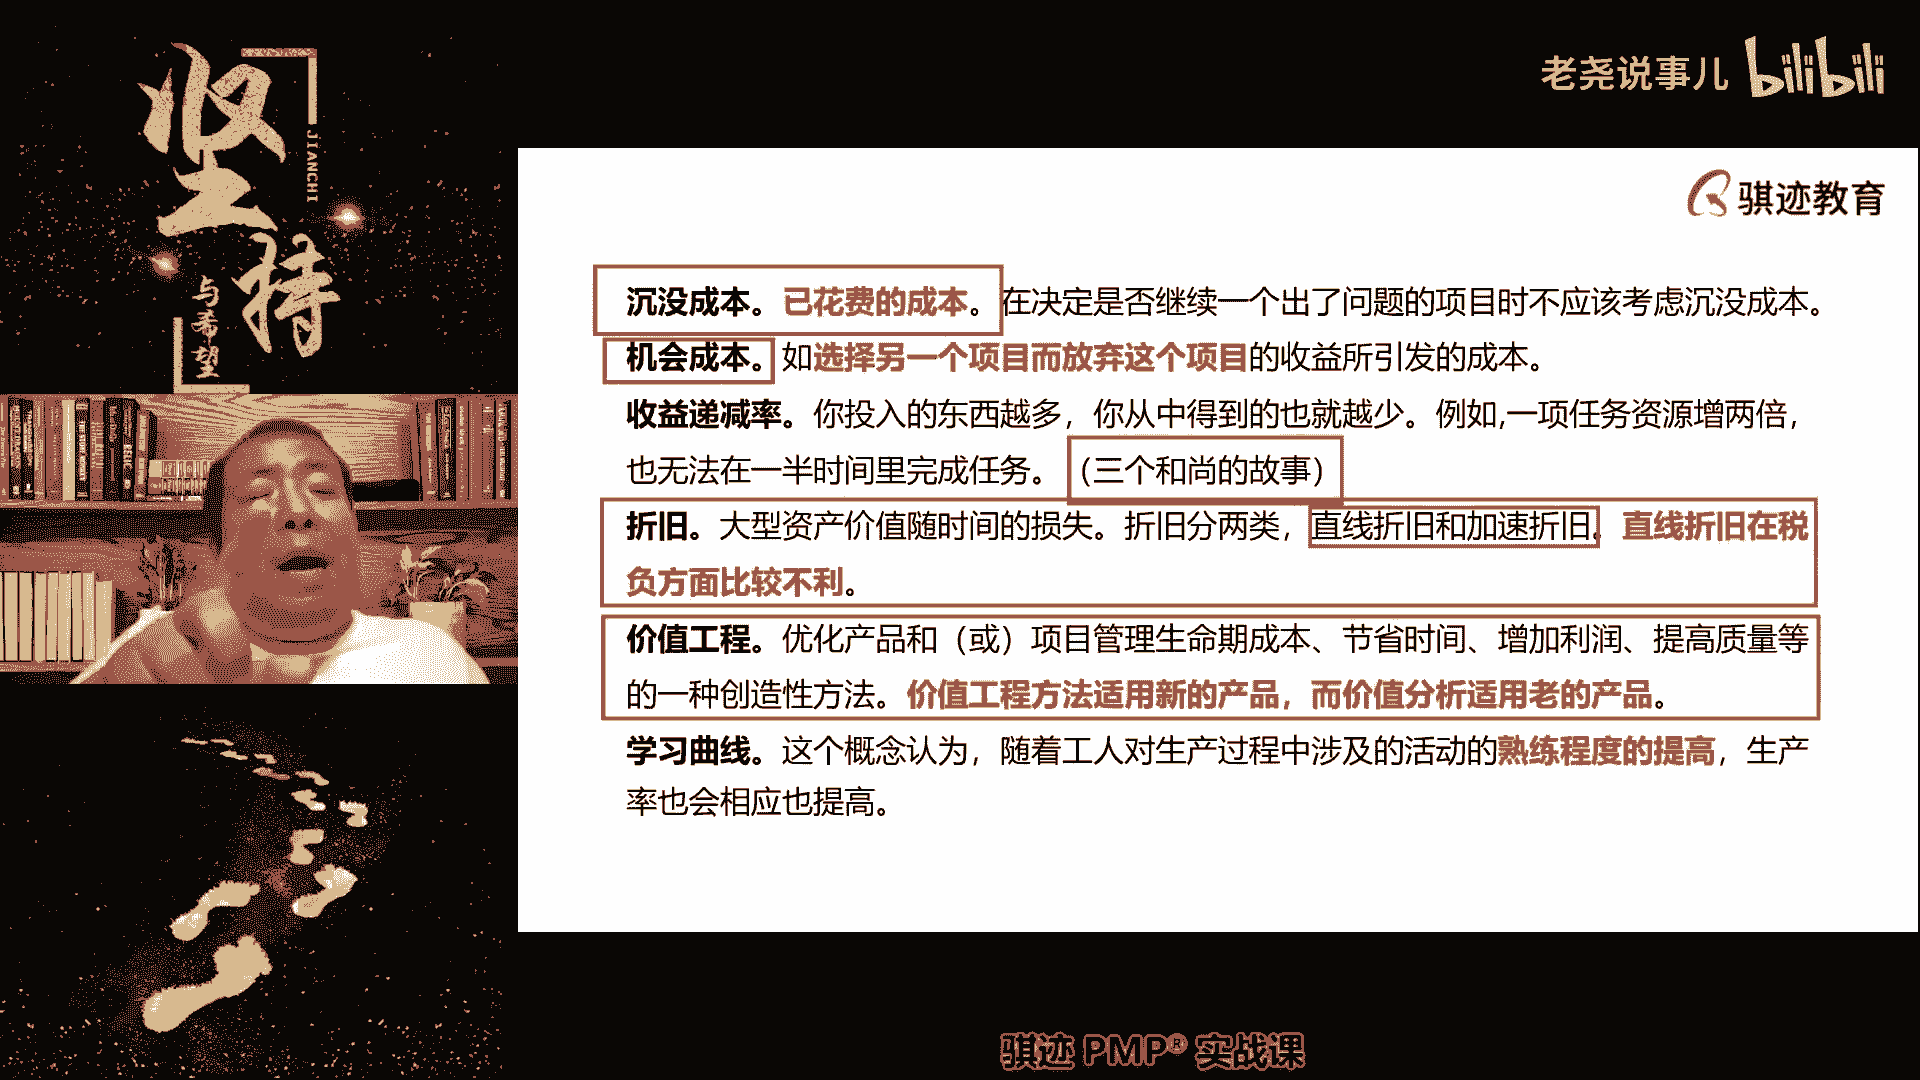 坚持
JIANCHI
与希望
老尧说事儿 bilibili
骐迹教育
沉没成本。已花费的成本。在决定是否继续一个出了问题的项目时不应该考虑沉没成本。
机会成本。如选择另一个项目而放弃这个项目的收益所引发的成本。
收益递减率。你投入的东西越多，你从中得到的也就越少。例如,一项任务资源增两倍，
也无法在一半时间里完成任务。（三个和尚的故事）
折旧。大型资产价值随时间的损失。折旧分两类，直线折旧和加速折旧。直线折旧在税
负方面比较不利。
价值工程。优化产品和（或）项目管理生命期成本、节省时间、增加利润、提高质量等
的一种创造性方法。价值工程方法适用新的产品，而价值分析适用老的产品。
学习曲线。这个概念认为，随着工人对生产过程中涉及的活动的熟练程度的提高，生产
率也会相应也提高。
骐迹 PMP® 实战课